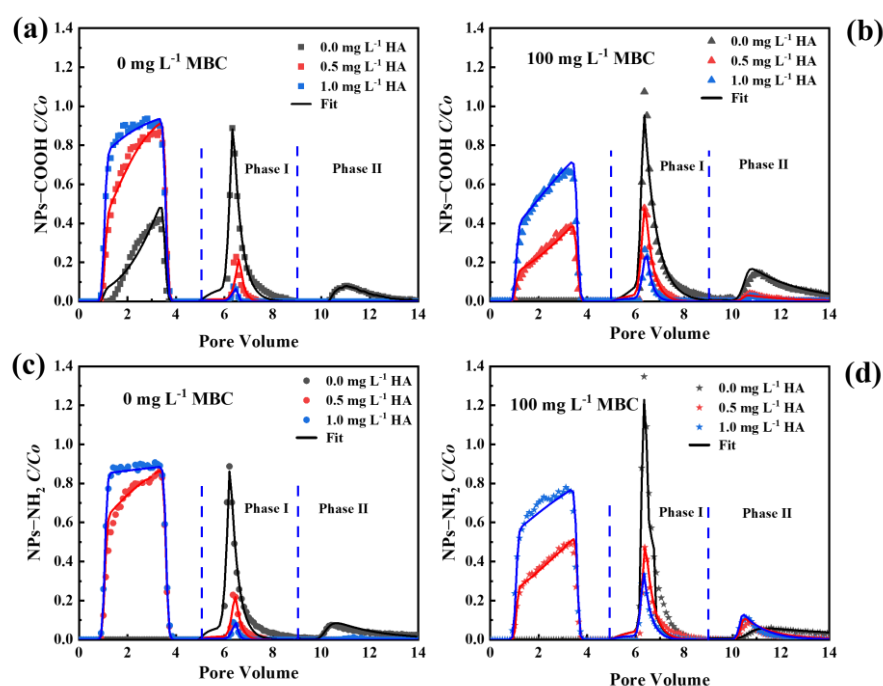 (a)
0 mg L⁻¹ MBC
0.0 mg L⁻¹ HA
0.5 mg L⁻¹ HA
1.0 mg L⁻¹ HA
Fit
Phase I
Phase II
NPs−COOH C/Co
1.4
1.2
1.0
0.8
0.6
0.4
0.2
0.0
0 2 4 6 8 10 12 14
Pore Volume
(b)
100 mg L⁻¹ MBC
0.0 mg L⁻¹ HA
0.5 mg L⁻¹ HA
1.0 mg L⁻¹ HA
Fit
Phase I
Phase II
NPs−COOH C/Co
1.4
1.2
1.0
0.8
0.6
0.4
0.2
0.0
0 2 4 6 8 10 12 14
Pore Volume
(c)
0 mg L⁻¹ MBC
0.0 mg L⁻¹ HA
0.5 mg L⁻¹ HA
1.0 mg L⁻¹ HA
Fit
Phase I
Phase II
NPs−NH₂ C/Co
1.4
1.2
1.0
0.8
0.6
0.4
0.2
0.0
0 2 4 6 8 10 12 14
Pore Volume
(d)
100 mg L⁻¹ MBC
0.0 mg L⁻¹ HA
0.5 mg L⁻¹ HA
1.0 mg L⁻¹ HA
Fit
Phase I
Phase II
NPs−NH₂ C/Co
1.4
1.2
1.0
0.8
0.6
0.4
0.2
0.0
0 2 4 6 8 10 12 14
Pore Volume